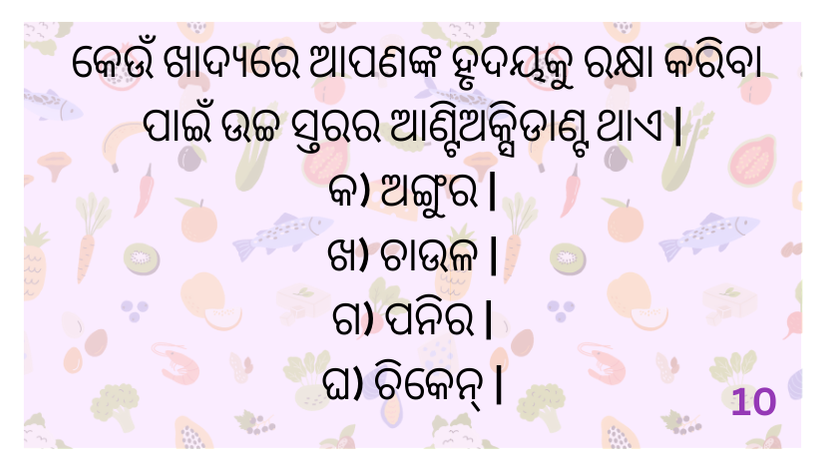 କେଉଁ ଖାଦ୍ୟରେ ଆପଣଙ୍କ ହୃଦୟକୁ ରକ୍ଷା କରିବା
ପାଇଁ ଉଚ୍ଚ ସ୍ତରର ଆଣ୍ଟିଅକ୍ସିଡାଣ୍ଟ ଥାଏ |
କ) ଅଙ୍ଗୁର |
ଖ) ଚାଉଳ |
ଗ) ପନିର |
ଘ) ଚିକେନ୍ |
10